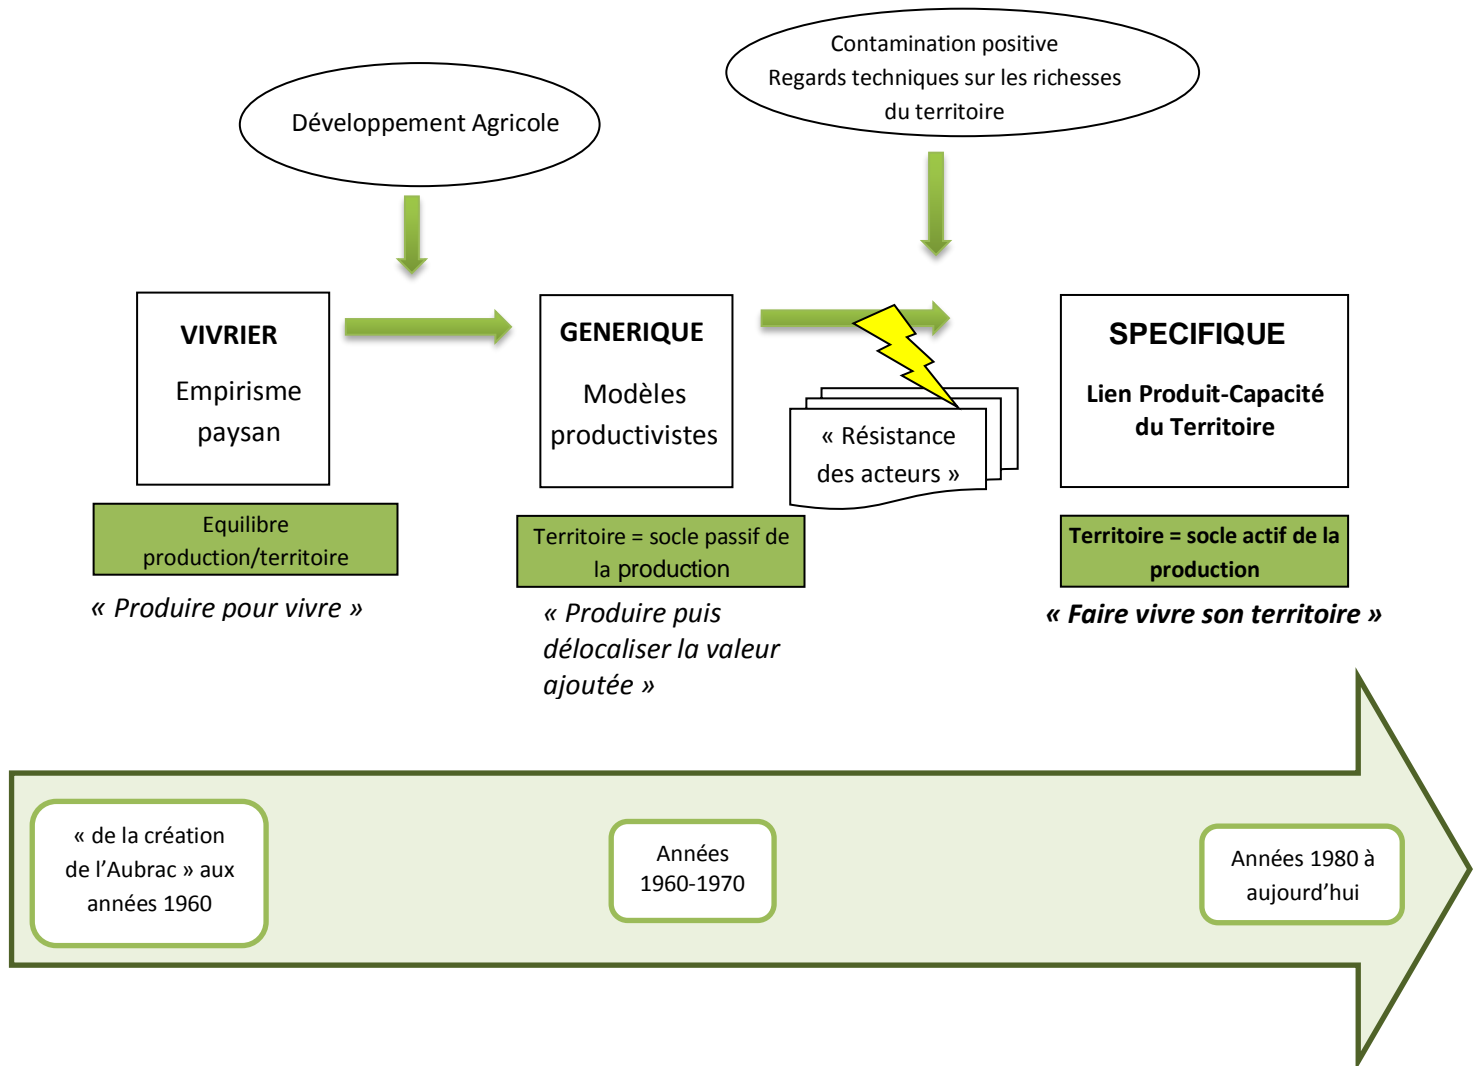 Contamination positive
Regards techniques sur les richesses
du territoire
Développement Agricole
VIVRIER
Empirisme
paysan
GENERIQUE
Modèles
productivistes
« Résistance
des acteurs »
SPECIFIQUE
Lien Produit-Capacité
du Territoire
Equilibre
production/territoire
Territoire = socle passif de
la production
Territoire = socle actif de la
production
« Produire pour vivre »
« Produire puis
délocaliser la valeur
ajoutée »
« Faire vivre son territoire »
« de la création
de l’Aubrac » aux
années 1960
Années
1960-1970
Années 1980 à
aujourd’hui